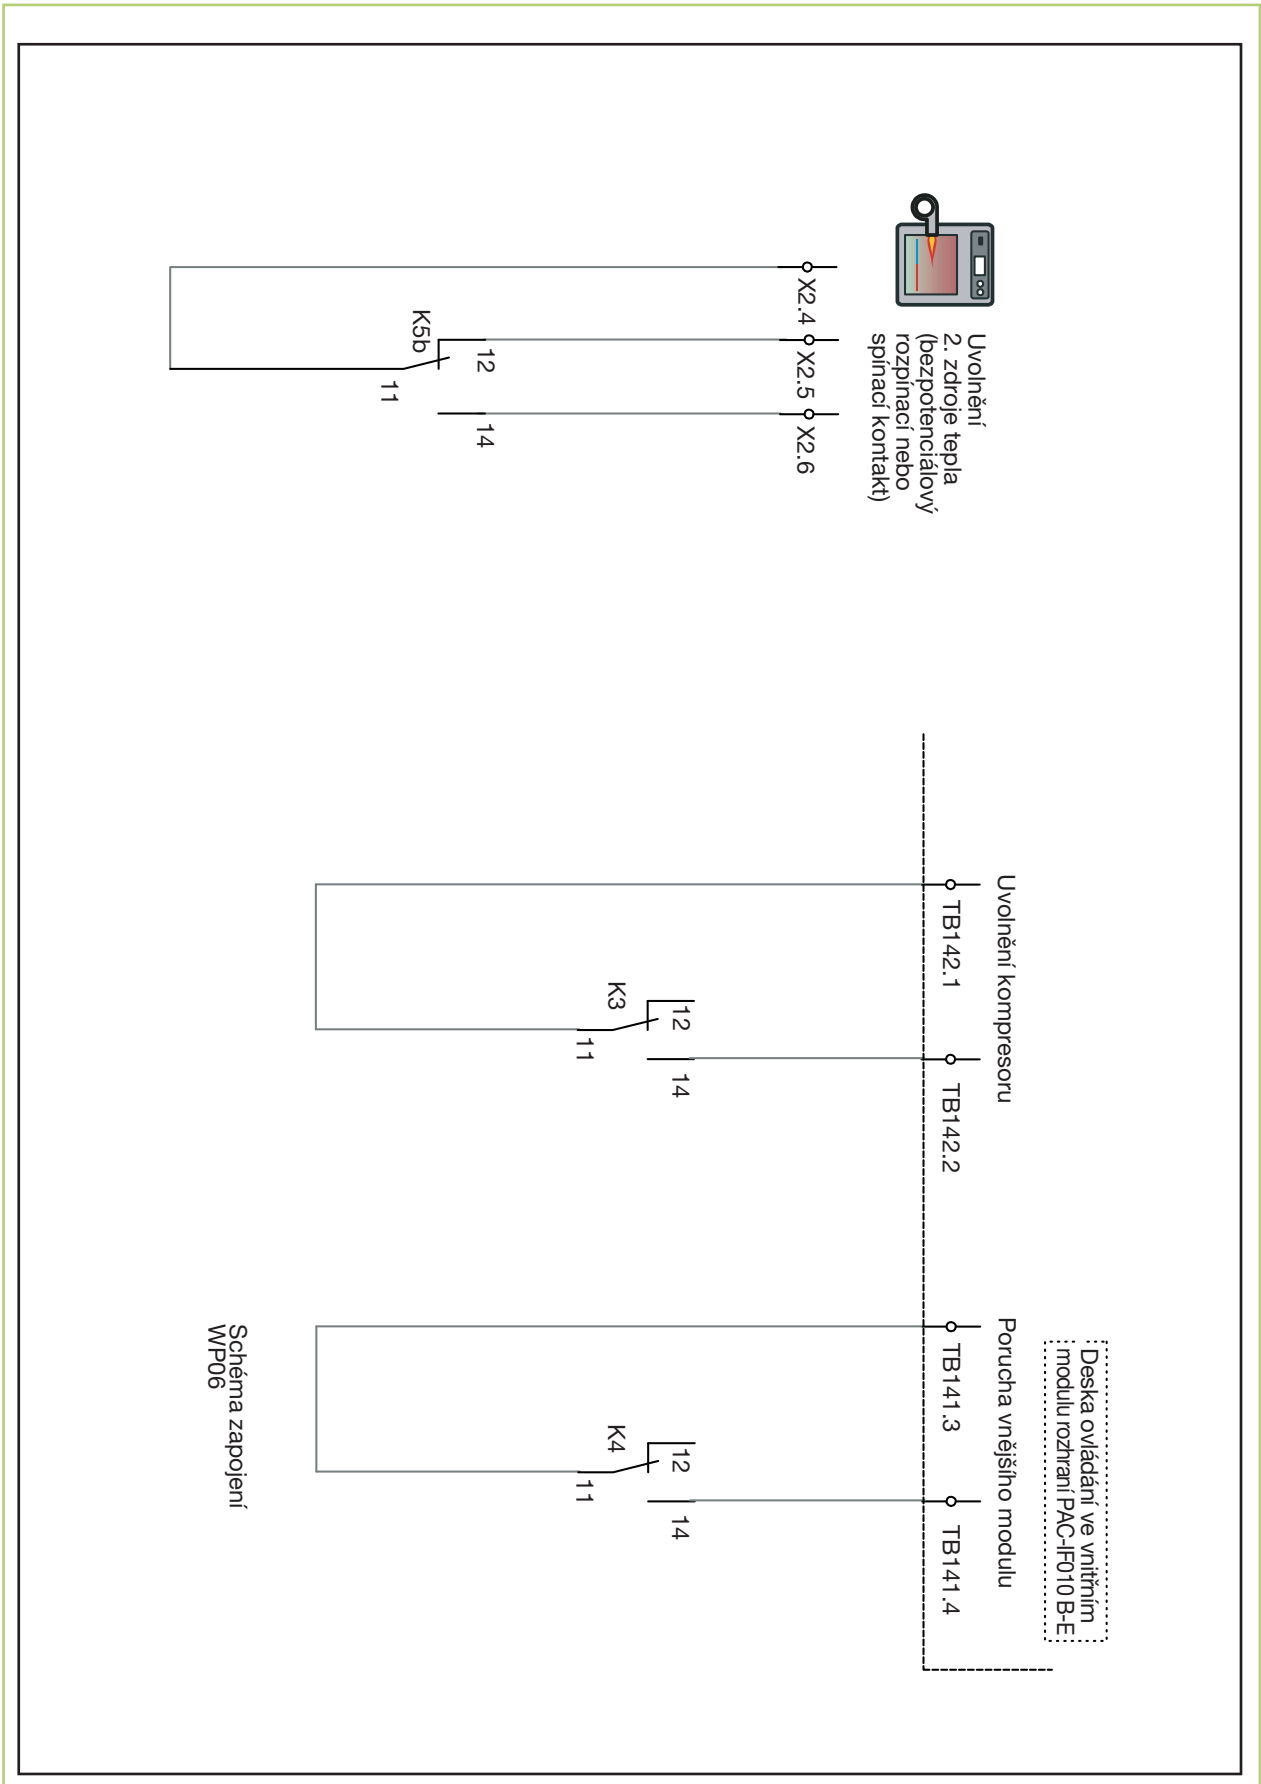 Deska ovládání ve vnitřním
modulu rozhraní PAC-IF010 B-E
Uvolnění
2. zdroje tepla
(bezpotenciálový
rozpínací nebo
spínací kontakt)
Uvolnění kompresoru
Porucha vnějšího modulu
X2.4
X2.5
X2.6
TB142.1
TB142.2
TB141.3
TB141.4
12
14
K5b
11
12
14
K3
11
12
14
K4
11
Schéma zapojení
WP06